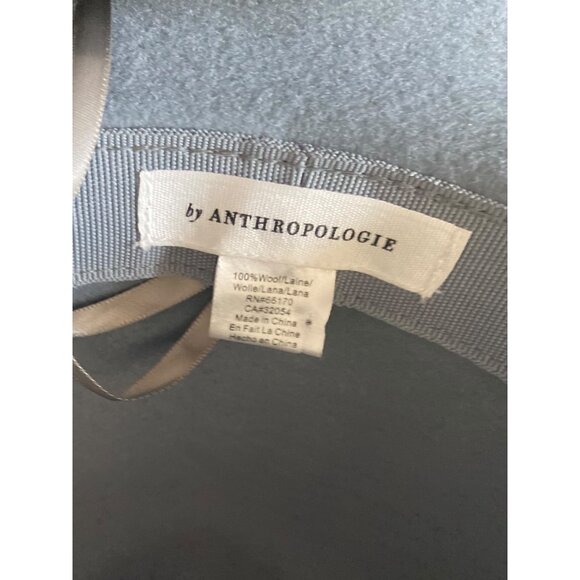 by ANTHROPOLOGIE
100%Wool/Laine/
Wolle/Lana/Lana
RN#66170
CA#32054
Made in China
En Fait La Chine
Hecho en China